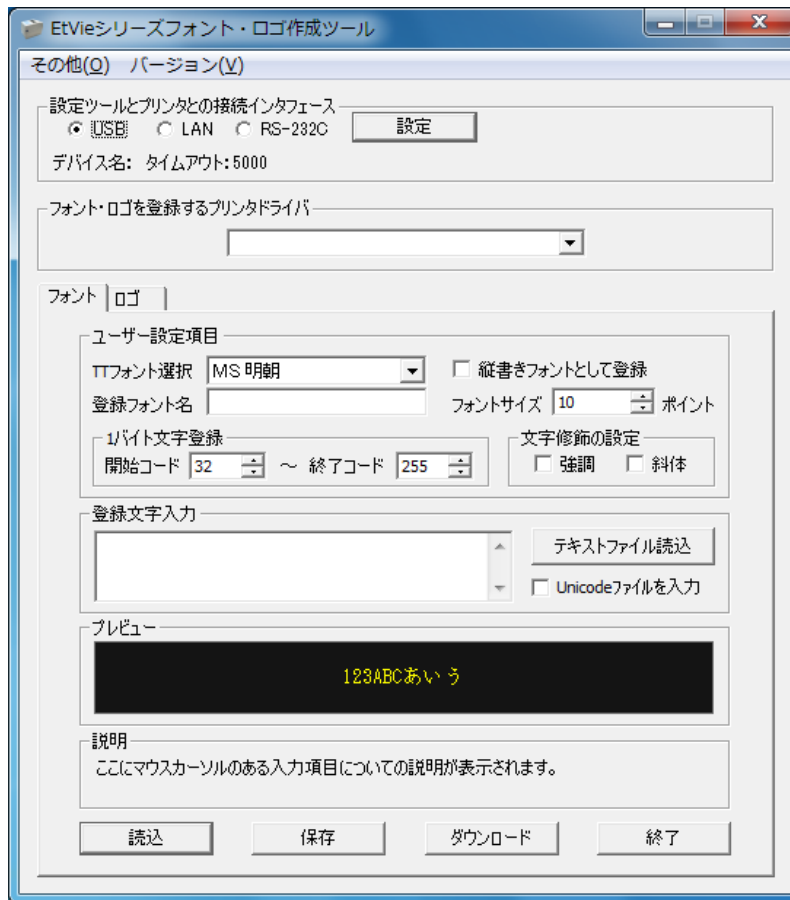 EtVieシリーズフォント・ロゴ作成ツール
その他(O) バージョン(V)
設定ツールとプリンタとの接続インタフェース
USB LAN RS-232C 設定
デバイス名: タイムアウト:5000
フォント・ロゴを登録するプリンタドライバ
フォント ロゴ
ユーザー設定項目
TTフォント選択 MS 明朝 縦書きフォントとして登録
登録フォント名 フォントサイズ 10 ポイント
1バイト文字登録 文字修飾の設定
開始コード 32 ～ 終了コード 255 強調 斜体
登録文字入力
テキストファイル読込
Unicodeファイルを入力
プレビュー
123ABCあいう
説明
ここにマウスカーソルのある入力項目についての説明が表示されます。
読込 保存 ダウンロード 終了